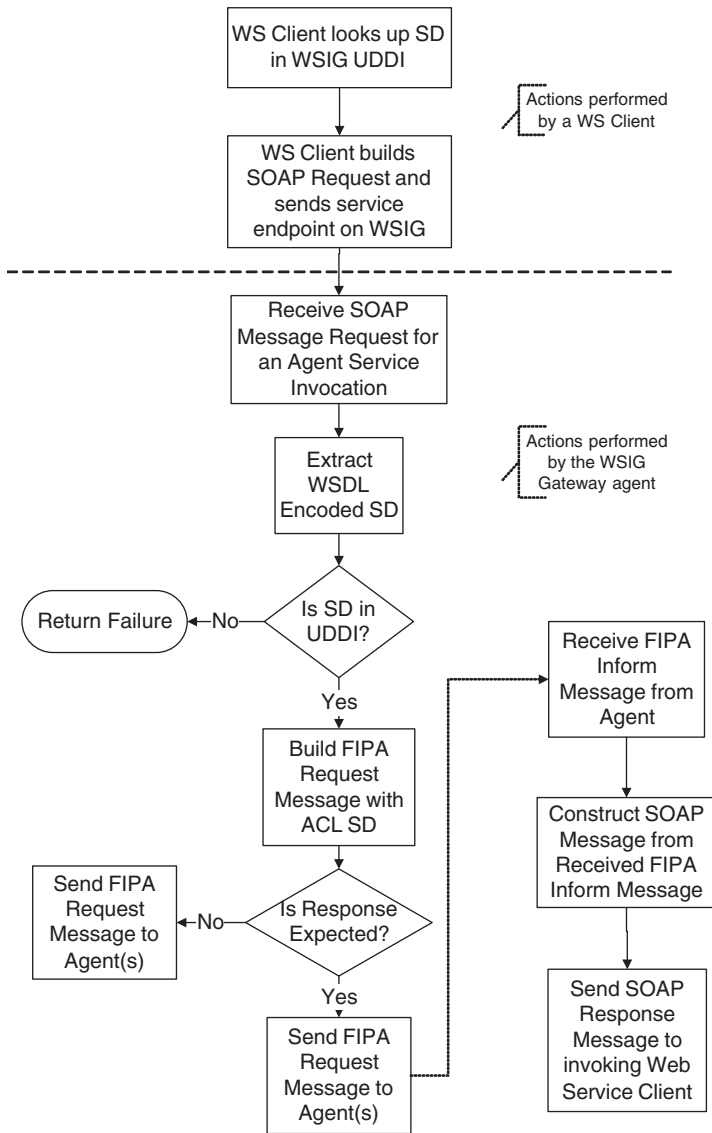 WS Client looks up SD
in WSIG UDDI
Actions performed
by a WS Client
WS Client builds
SOAP Request and
sends service
endpoint on WSIG
Receive SOAP
Message Request for
an Agent Service
Invocation
Actions performed
by the WSIG
Gateway agent
Extract
WSDL
Encoded SD
Is SD in
UDDI?
No
Return Failure
Yes
Build FIPA
Request
Message with
ACL SD
Is Response
Expected?
No
Send FIPA
Request
Message to
Agent(s)
Yes
Send FIPA
Request
Message to
Agent(s)
Receive FIPA
Inform
Message from
Agent
Construct SOAP
Message from
Received FIPA
Inform Message
Send SOAP
Response
Message to
invoking Web
Service Client